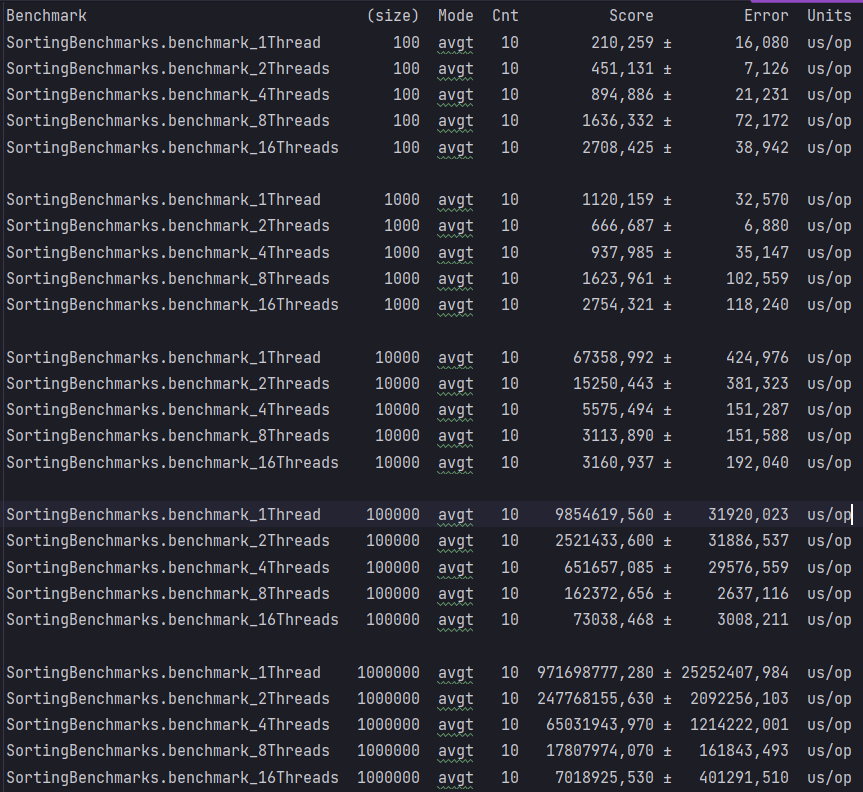 Benchmark (size) Mode Cnt Score Error Units
SortingBenchmarks.benchmark_1Thread 100 avgt 10 210,259 ± 16,080 us/op
SortingBenchmarks.benchmark_2Threads 100 avgt 10 451,131 ± 7,126 us/op
SortingBenchmarks.benchmark_4Threads 100 avgt 10 894,886 ± 21,231 us/op
SortingBenchmarks.benchmark_8Threads 100 avgt 10 1636,332 ± 72,172 us/op
SortingBenchmarks.benchmark_16Threads 100 avgt 10 2708,425 ± 38,942 us/op
SortingBenchmarks.benchmark_1Thread 1000 avgt 10 1120,159 ± 32,570 us/op
SortingBenchmarks.benchmark_2Threads 1000 avgt 10 666,687 ± 6,880 us/op
SortingBenchmarks.benchmark_4Threads 1000 avgt 10 937,985 ± 35,147 us/op
SortingBenchmarks.benchmark_8Threads 1000 avgt 10 1623,961 ± 102,559 us/op
SortingBenchmarks.benchmark_16Threads 1000 avgt 10 2754,321 ± 118,240 us/op
SortingBenchmarks.benchmark_1Thread 10000 avgt 10 67358,992 ± 424,976 us/op
SortingBenchmarks.benchmark_2Threads 10000 avgt 10 15250,443 ± 381,323 us/op
SortingBenchmarks.benchmark_4Threads 10000 avgt 10 5575,494 ± 151,287 us/op
SortingBenchmarks.benchmark_8Threads 10000 avgt 10 3113,890 ± 151,588 us/op
SortingBenchmarks.benchmark_16Threads 10000 avgt 10 3160,937 ± 192,040 us/op
SortingBenchmarks.benchmark_1Thread 100000 avgt 10 9854619,560 ± 31920,023 us/op
SortingBenchmarks.benchmark_2Threads 100000 avgt 10 2521433,600 ± 31886,537 us/op
SortingBenchmarks.benchmark_4Threads 100000 avgt 10 651657,085 ± 29576,559 us/op
SortingBenchmarks.benchmark_8Threads 100000 avgt 10 162372,656 ± 2637,116 us/op
SortingBenchmarks.benchmark_16Threads 100000 avgt 10 73038,468 ± 3008,211 us/op
SortingBenchmarks.benchmark_1Thread 1000000 avgt 10 971698777,280 ± 25252407,984 us/op
SortingBenchmarks.benchmark_2Threads 1000000 avgt 10 247768155,630 ± 2092256,103 us/op
SortingBenchmarks.benchmark_4Threads 1000000 avgt 10 65031943,970 ± 1214222,001 us/op
SortingBenchmarks.benchmark_8Threads 1000000 avgt 10 17807974,070 ± 161843,493 us/op
SortingBenchmarks.benchmark_16Threads 1000000 avgt 10 7018925,530 ± 401291,510 us/op